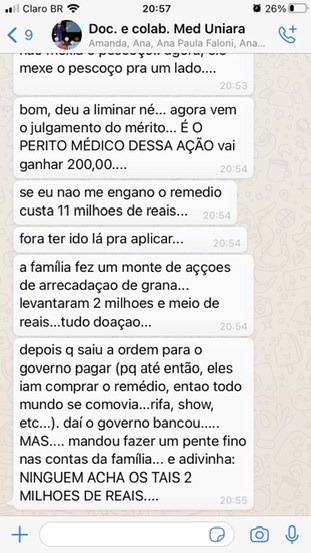 Claro BR
20:57
26%
9
Doc. e colab. Med Uniara
Amanda, Ana, Ana Paula Faloni, Ana...
mexe o pescoço pra um lado....
20:53
bom, deu a liminar né... agora vem
o julgamento do mérito... É O
PERITO MÉDICO DESSA AÇÃO vai
ganhar 200,00....
20:54
se eu nao me engano o remedio
custa 11 milhoes de reais...
20:54
fora ter ido lá pra aplicar...
20:54
a família fez um monte de aççoes
de arrecadaçao de grana...
levantaram 2 milhoes e meio de
reais...tudo doaçao...
20:54
depois q saiu a ordem para o
governo pagar (pq até então, eles
iam comprar o remédio, entao todo
mundo se comovia...rifa, show,
etc...). daí o governo bancou.....
MAS.... mandou fazer um pente fino
nas contas da família... e adivinha:
NINGUEM ACHA OS TAIS 2
MILHOES DE REAIS....
20:55